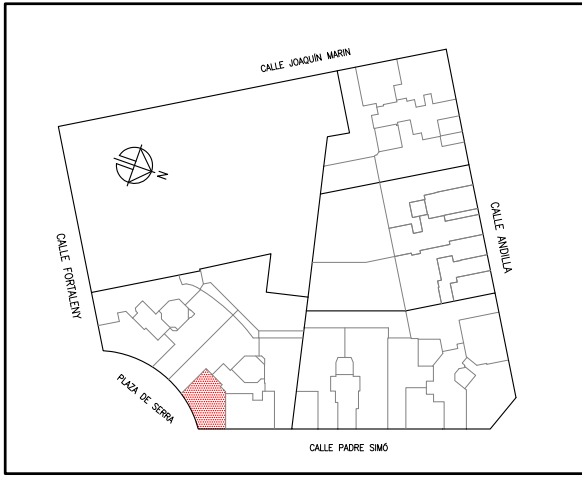 CALLE JOAQUÍN MARIN
N
CALLE FORTALENY
CALLE ANDILLA
PLAZA DE SERRA
CALLE PADRE SIMÓ